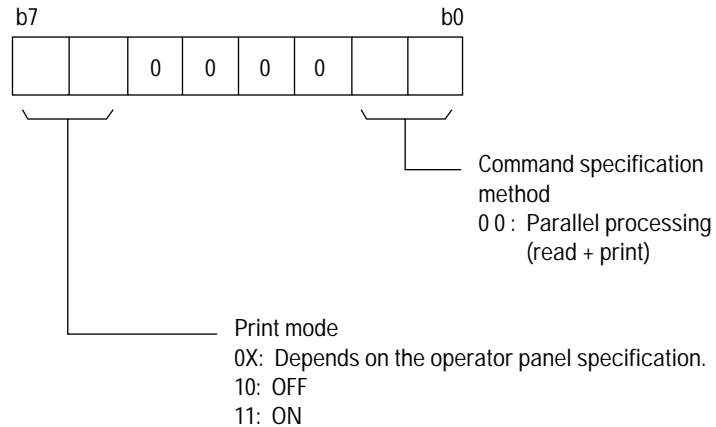 b7 b0
0 0 0 0
Command specification
method
0 0 : Parallel processing
(read + print)
Print mode
0X: Depends on the operator panel specification.
10: OFF
11: ON